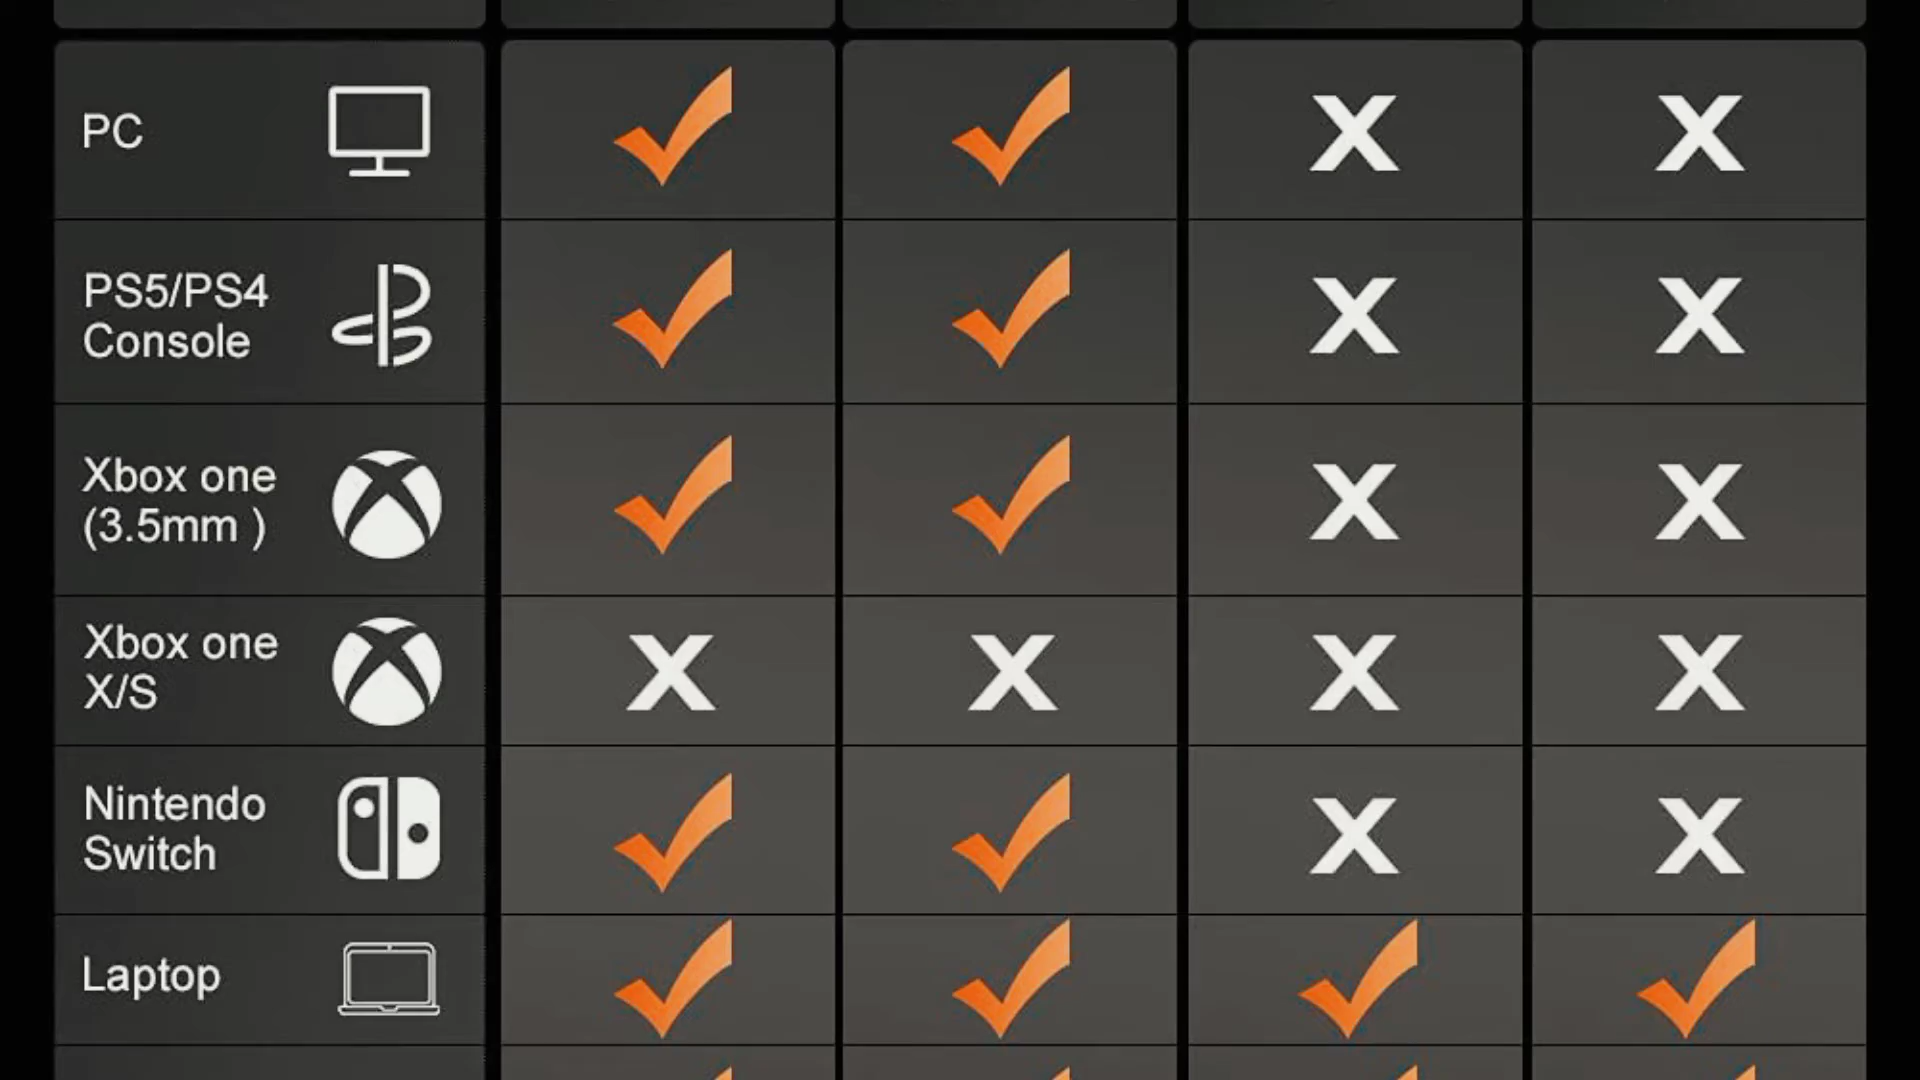 PC
PS5/PS4
Console
Xbox one
(3.5mm )
Xbox one
X/S
Nintendo
Switch
Laptop